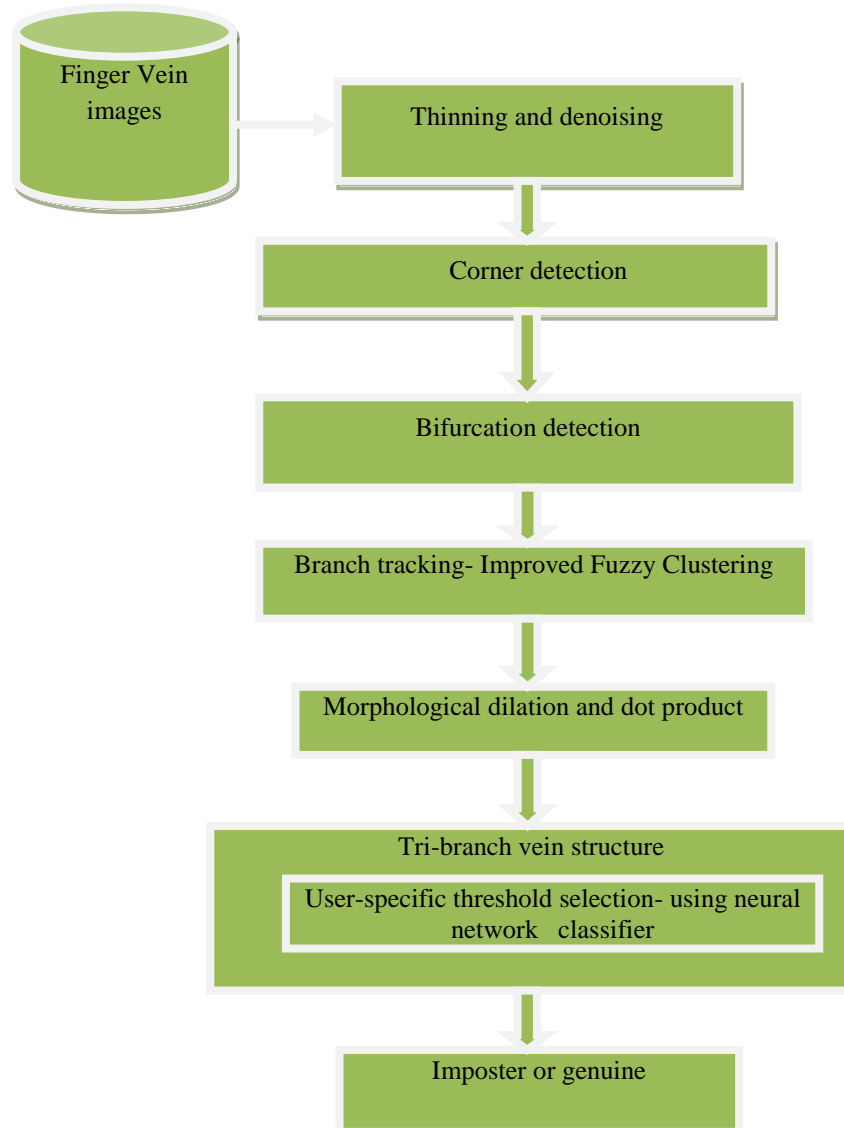 Finger Vein
images
Thinning and denoising
Corner detection
Bifurcation detection
Branch tracking- Improved Fuzzy Clustering
Morphological dilation and dot product
Tri-branch vein structure
User-specific threshold selection- using neural
network classifier
Imposter or genuine